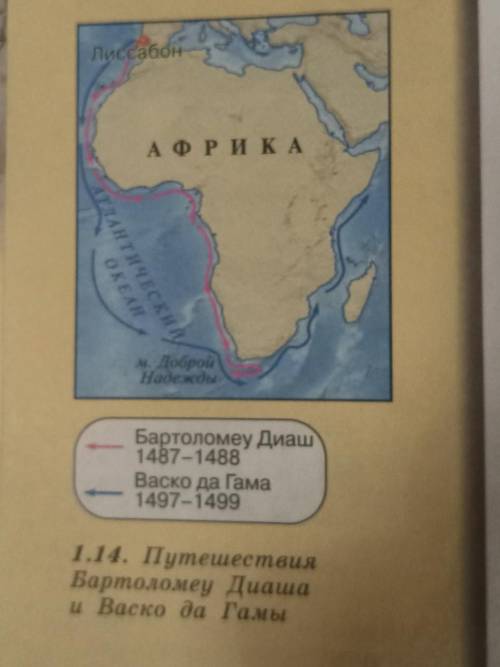 Лиссабон
АФРИКА
АТЛАНТИЧЕСКИЙ
ОКЕАН
м. Доброй
Надежды
Бартоломеу Диаш
1487–1488
Васко да Гама
1497–1499
1.14. Путешествия
Бартоломеу Диаша
и Васко да Гамы